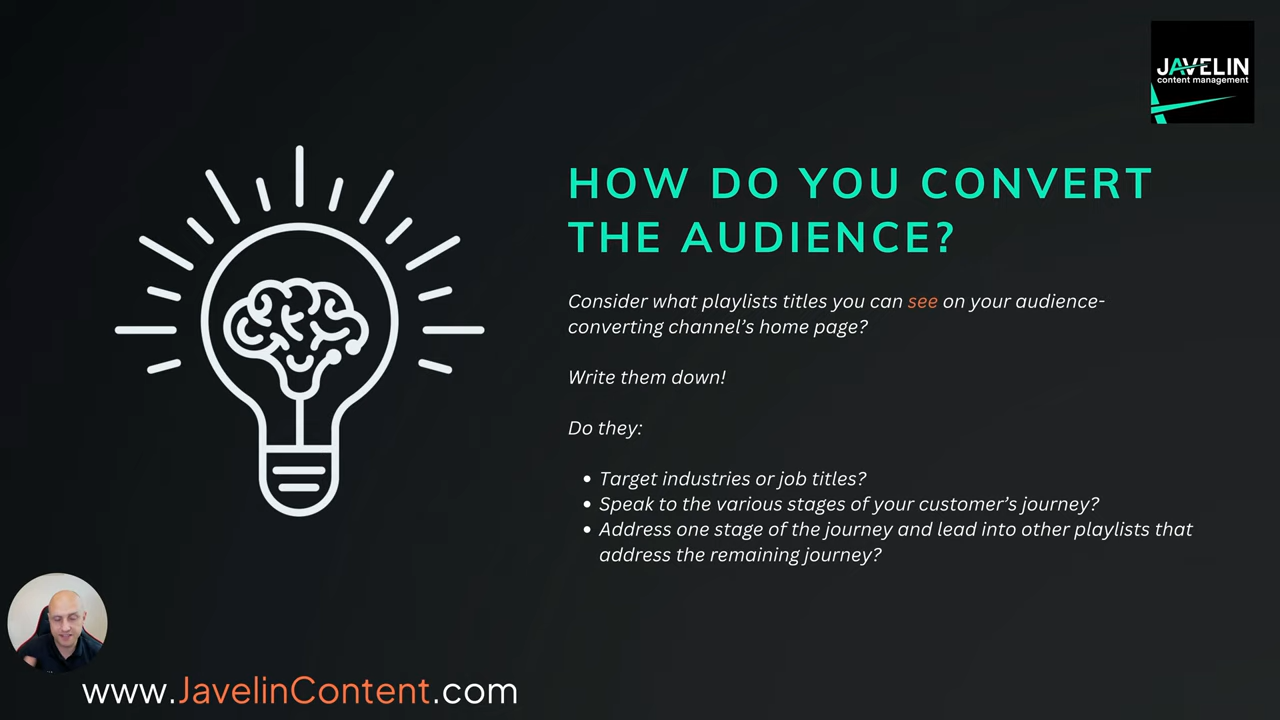 JAVELIN
content management
HOW DO YOU CONVERT
THE AUDIENCE?
Consider what playlists titles you can see on your audience-
converting channel's home page?
Write them down!
Do they:
• Target industries or job titles?
• Speak to the various stages of your customer's journey?
• Address one stage of the journey and lead into other playlists that
address the remaining journey?
www.JavelinContent.com